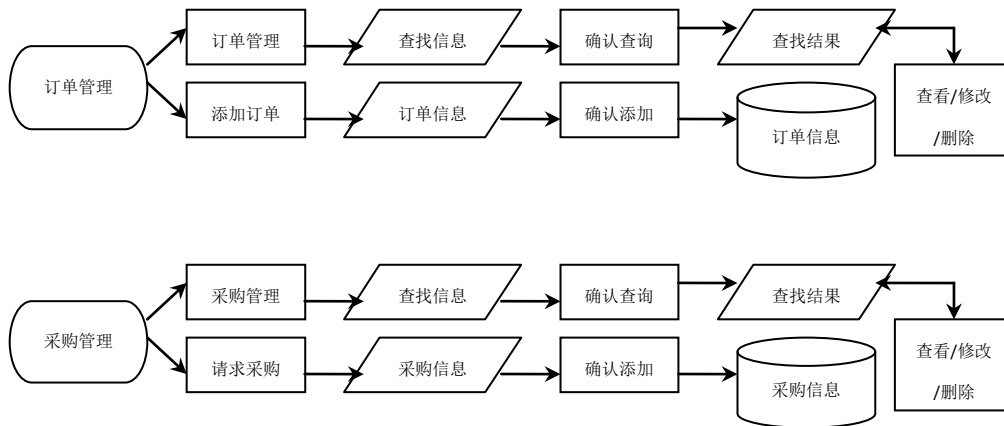 订单管理
订单管理
查找信息
确认查询
查找结果
查看/修改
/删除
添加订单
订单信息
确认添加
订单信息
采购管理
采购管理
查找信息
确认查询
查找结果
查看/修改
/删除
请求采购
采购信息
确认添加
采购信息